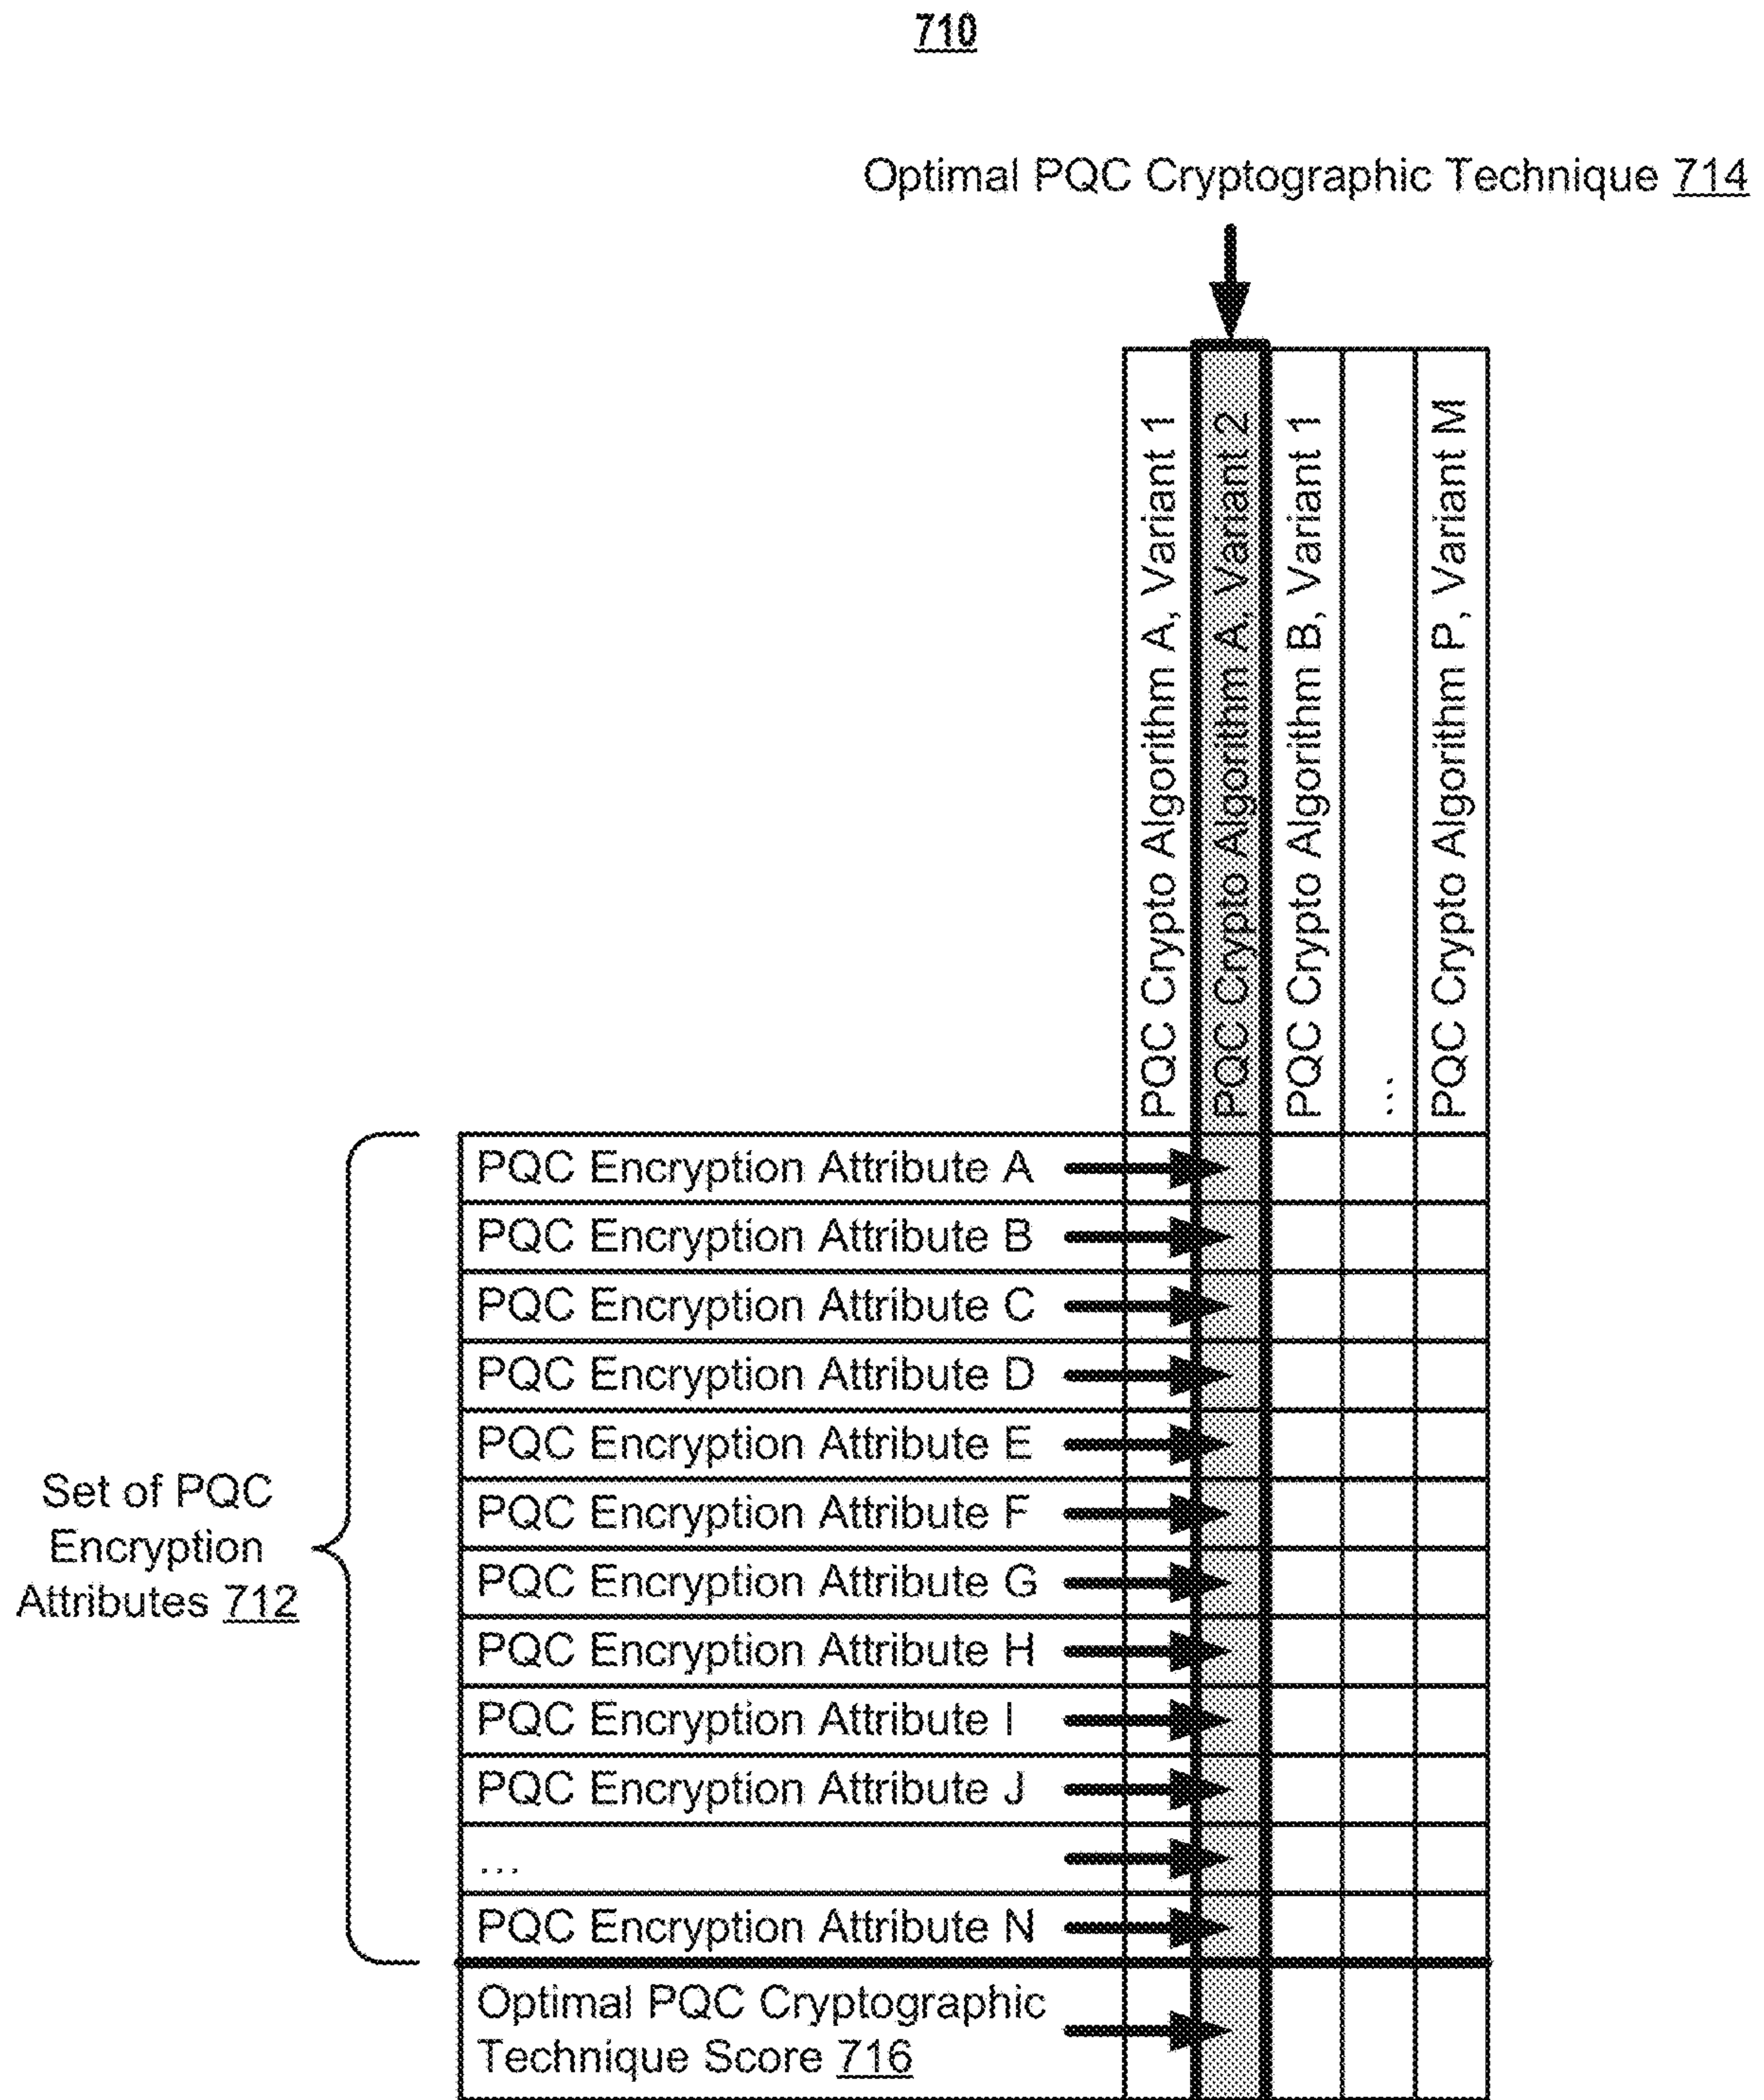 710
Optimal PQC Cryptographic Technique 714
PQC Crypto Algorithm A, Variant 1
PQC Crypto Algorithm A, Variant 2
PQC Crypto Algorithm B, Variant 1
...
PQC Crypto Algorithm P, Variant M
Set of PQC
Encryption
Attributes 712
PQC Encryption Attribute A
PQC Encryption Attribute B
PQC Encryption Attribute C
PQC Encryption Attribute D
PQC Encryption Attribute E
PQC Encryption Attribute F
PQC Encryption Attribute G
PQC Encryption Attribute H
PQC Encryption Attribute I
PQC Encryption Attribute J
...
PQC Encryption Attribute N
Optimal PQC Cryptographic
Technique Score 716